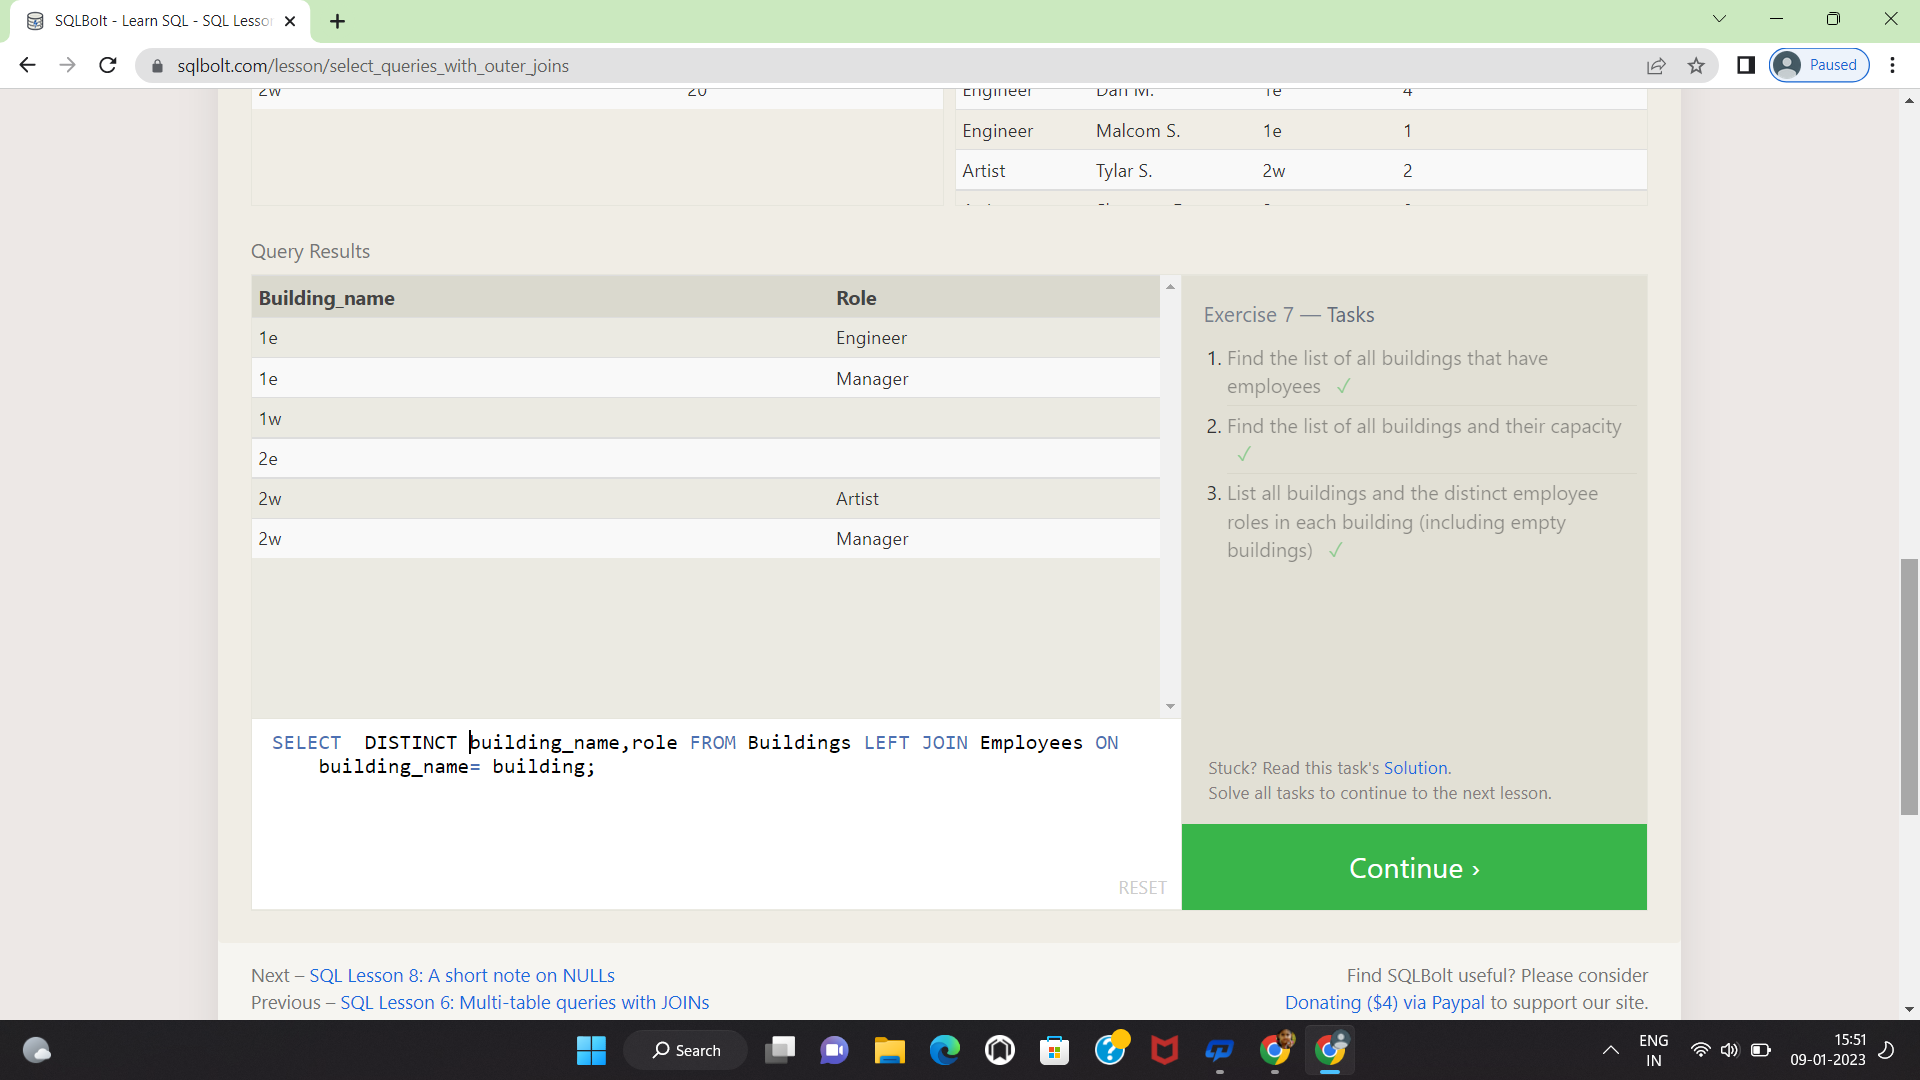 SQLBolt - Learn SQL - SQL Lesso
sqlbolt.com/lesson/select_queries_with_outer_joins
Paused
2w 20
Engineer Dan M. 1e 4
Engineer Malcom S. 1e 1
Artist Tylar S. 2w 2
Query Results
Building_name Role
1e Engineer
1e Manager
1w
2e
2w Artist
2w Manager
Exercise 7 — Tasks
1. Find the list of all buildings that have
employees ✓
2. Find the list of all buildings and their capacity
✓
3. List all buildings and the distinct employee
roles in each building (including empty
buildings) ✓
SELECT  DISTINCT building_name,role FROM Buildings LEFT JOIN Employees ON
building_name= building;
RESET
Stuck? Read this task's Solution.
Solve all tasks to continue to the next lesson.
Continue ›
Next – SQL Lesson 8: A short note on NULLs
Previous – SQL Lesson 6: Multi-table queries with JOINs
Find SQLBolt useful? Please consider
Donating ($4) via Paypal to support our site.
Search
ENG
IN
15:51
09-01-2023